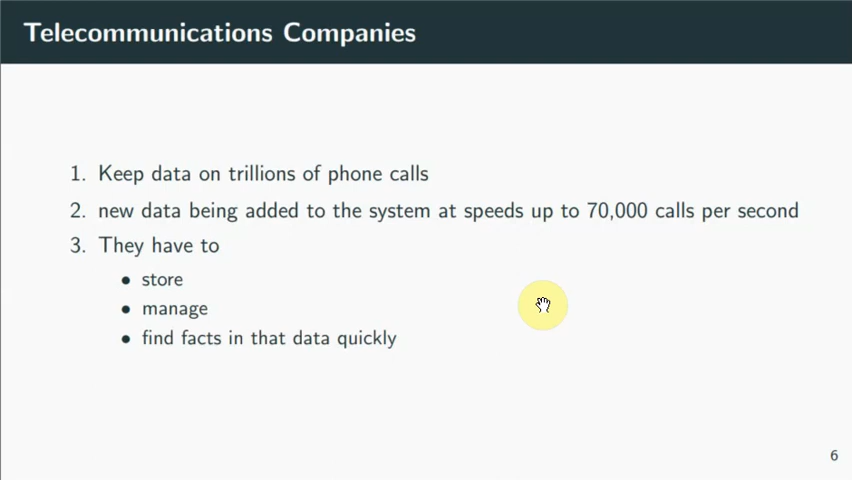 Telecommunications Companies
1. Keep data on trillions of phone calls
2. new data being added to the system at speeds up to 70,000 calls per second
3. They have to
• store
• manage
• find facts in that data quickly
6